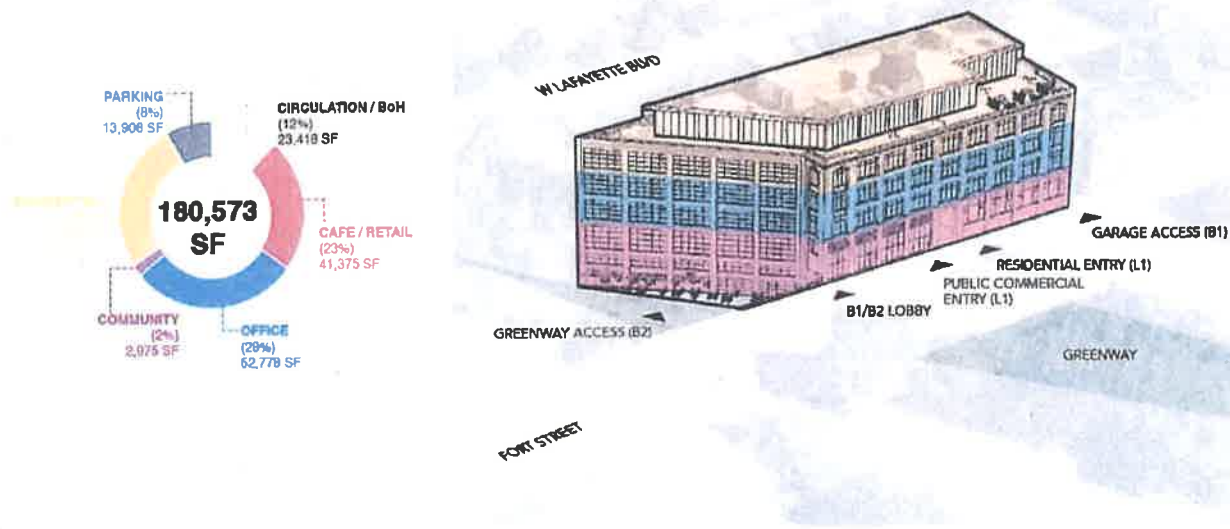 PARKING
(8%)
13,906 SF
CIRCULATION / BoH
(12%)
23,418 SF
180,573
SF
CAFE / RETAIL
(23%)
41,375 SF
COMMUNITY
(2%)
2,975 SF
OFFICE
(29%)
52,779 SF
W LAFAYETTE BLVD
GARAGE ACCESS (B1)
RESIDENTIAL ENTRY (L1)
PUBLIC COMMERCIAL
ENTRY (L1)
B1/B2 LOBBY
GREENWAY ACCESS (B2)
GREENWAY
FORT STREET